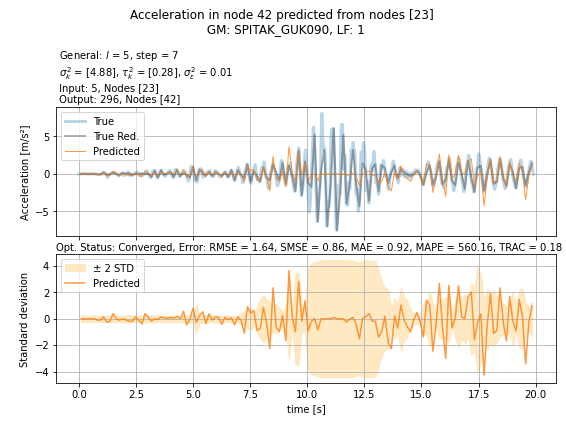 Acceleration in node 42 predicted from nodes [23]
GM: SPITAK_GUK090, LF: 1
General: l = 5, step = 7
σ²ₖ = [4.88], τ²ₖ = [0.28], σ²ε = 0.01
Input: 5, Nodes [23]
Output: 296, Nodes [42]
True
True Red.
Predicted
Acceleration [m/s²]
5
0
−5
Opt. Status: Converged, Error: RMSE = 1.64, SMSE = 0.86, MAE = 0.92, MAPE = 560.16, TRAC = 0.18
± 2 STD
Predicted
Standard deviation
4
2
0
−2
−4
0.0 2.5 5.0 7.5 10.0 12.5 15.0 17.5 20.0
time [s]